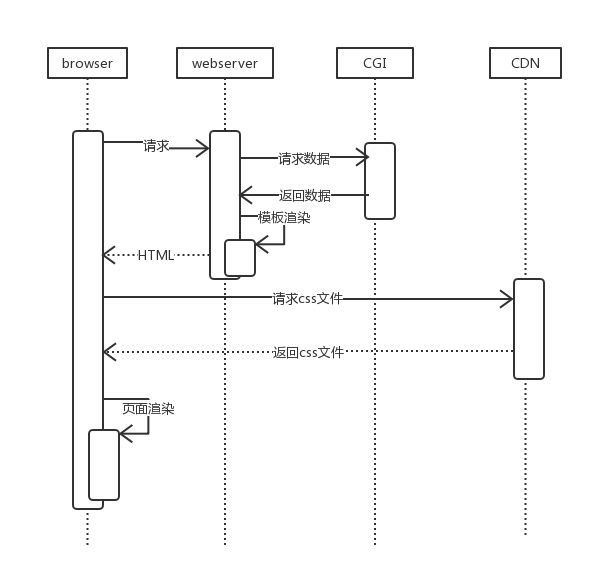 browser
webserver
CGI
CDN
请求
请求数据
返回数据
模板渲染
HTML
请求css文件
返回css文件
页面渲染